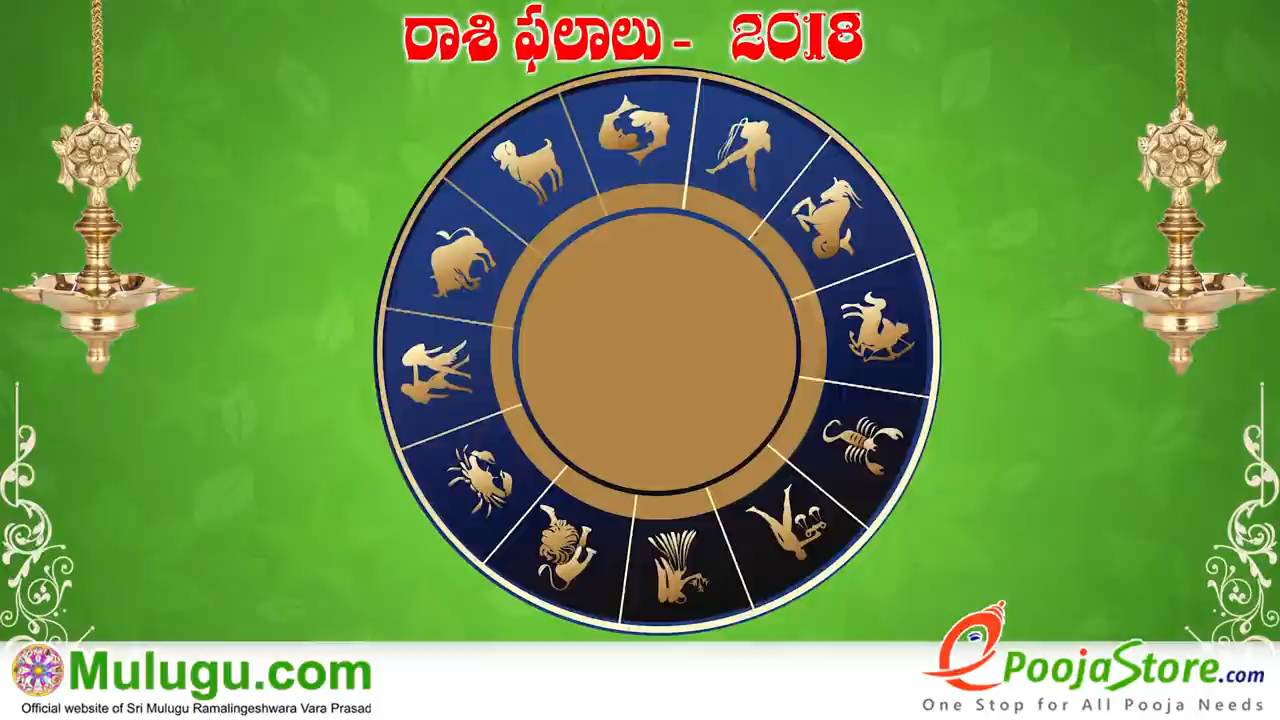 రాశి ఫలాలు - 2018
Mulugu.com
Official website of Sri Mulugu Ramalingeshwara Vara Prasad
ePoojaStore.com
One Stop for All Pooja Needs